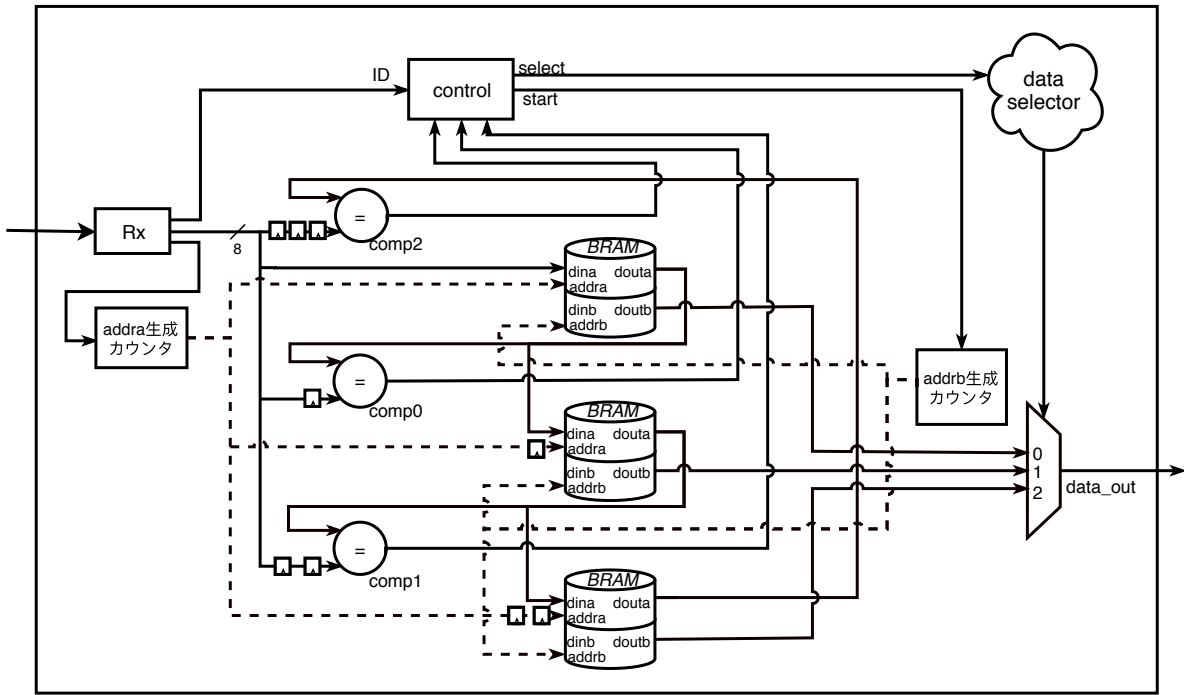 ID
control
select
start
data
selector
Rx
8
=
comp2
BRAM
dina douta
addra
dinb doutb
addrb
addra生成
カウンタ
=
comp0
addrb生成
カウンタ
BRAM
dina douta
addra
dinb doutb
addrb
0
1
2
data_out
=
comp1
BRAM
dina douta
addra
dinb doutb
addrb